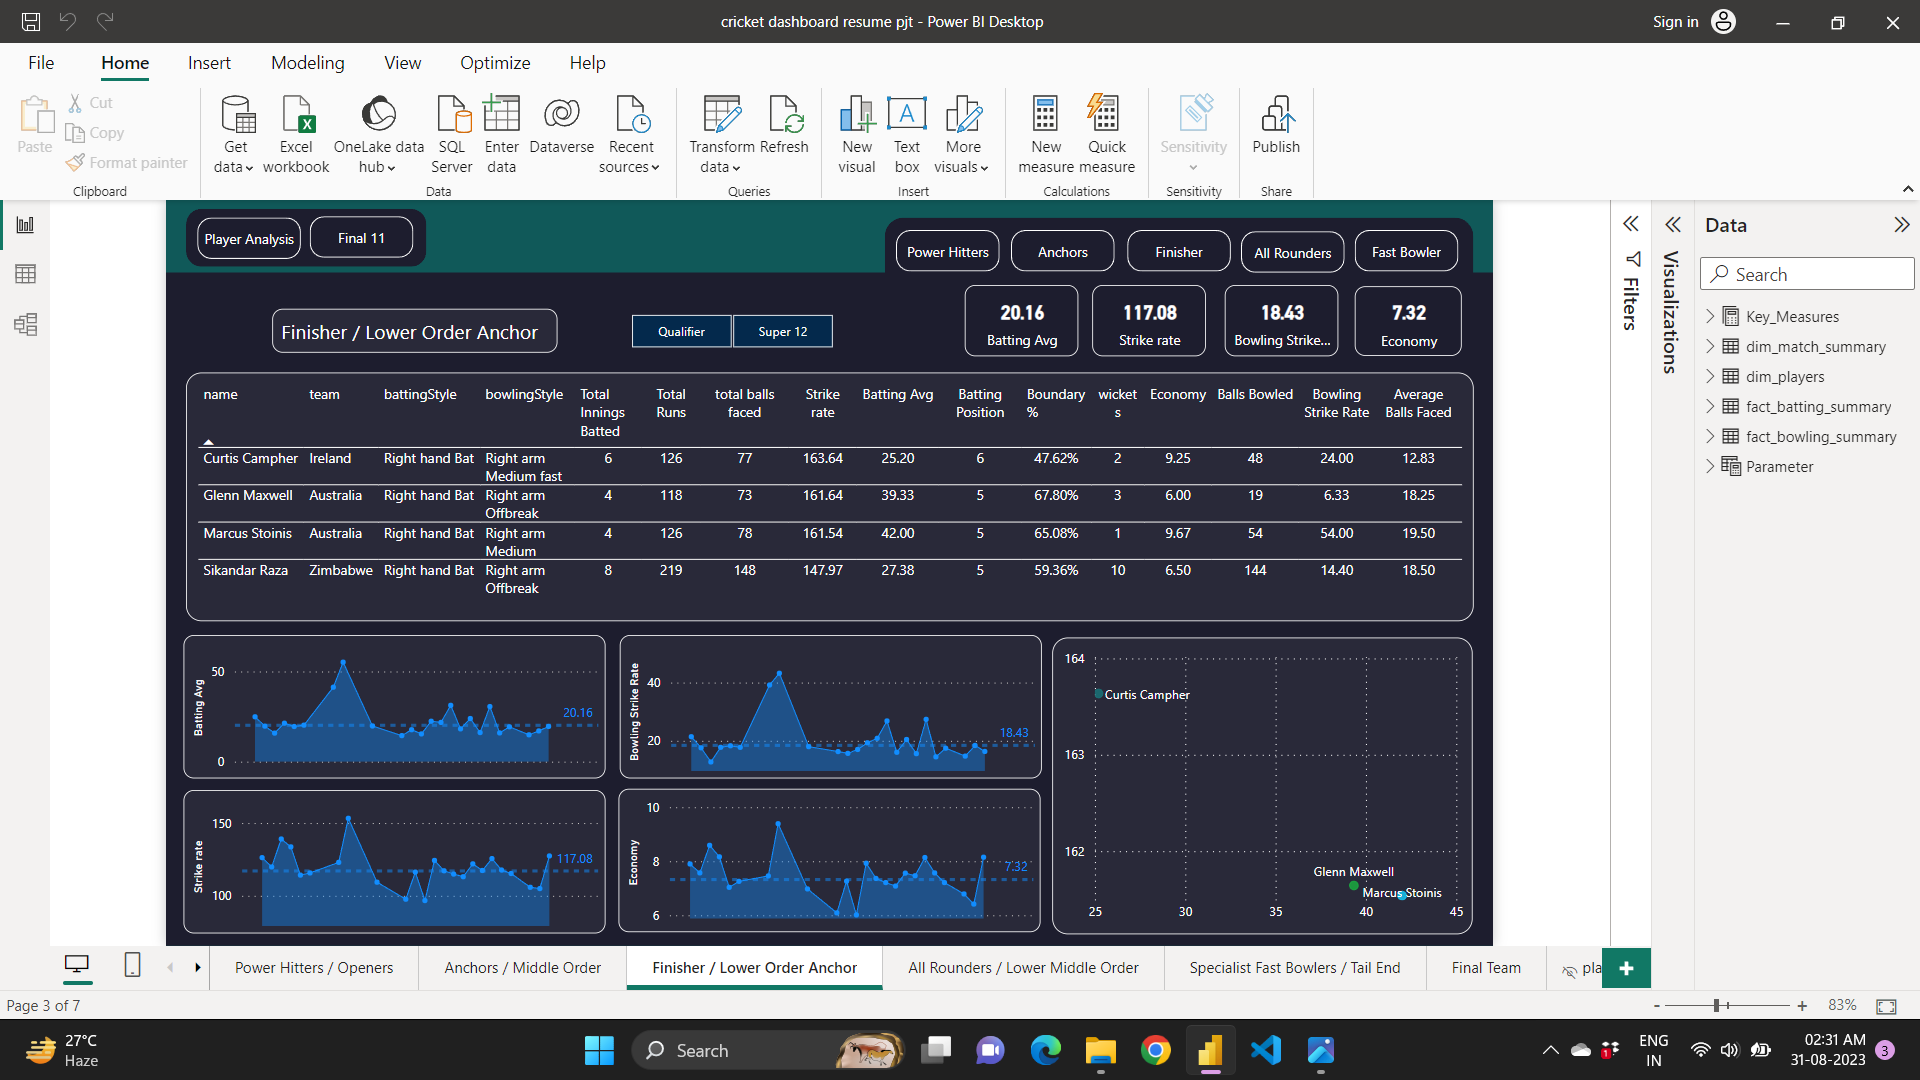 cricket dashboard resume pjt - Power BI Desktop
Sign in
File Home Insert Modeling View Optimize Help
Paste
Cut
Copy
Format painter
Clipboard
Get data
Excel workbook
OneLake data hub
SQL Server
Enter data
Dataverse
Recent sources
Data
Transform data
Refresh
Queries
New visual
Text box
More visuals
Insert
New measure
Quick measure
Calculations
Sensitivity
Sensitivity
Publish
Share
Player Analysis
Final 11
Power Hitters
Anchors
Finisher
All Rounders
Fast Bowler
Finisher / Lower Order Anchor
Qualifier
Super 12
20.16
Batting Avg
117.08
Strike rate
18.43
Bowling Strike...
7.32
Economy
name team battingStyle bowlingStyle Total Innings Batted Total Runs total balls faced Strike rate Batting Avg Batting Position Boundary % wickets Economy Balls Bowled Bowling Strike Rate Average Balls Faced
Curtis Campher Ireland Right hand Bat Right arm Medium fast 6 126 77 163.64 25.20 6 47.62% 2 9.25 48 24.00 12.83
Glenn Maxwell Australia Right hand Bat Right arm Offbreak 4 118 73 161.64 39.33 5 67.80% 3 6.00 19 6.33 18.25
Marcus Stoinis Australia Right hand Bat Right arm Medium 4 126 78 161.54 42.00 5 65.08% 1 9.67 54 54.00 19.50
Sikandar Raza Zimbabwe Right hand Bat Right arm Offbreak 8 219 148 147.97 27.38 5 59.36% 10 6.50 144 14.40 18.50
Batting Avg
50
0
20.16
Bowling Strike Rate
40
20
18.43
Strike rate
150
100
117.08
Economy
10
8
6
7.32
164
163
162
Curtis Campher
Glenn Maxwell
Marcus Stoinis
25 30 35 40 45
Filters
Visualizations
Data
Search
Key_Measures
dim_match_summary
dim_players
fact_batting_summary
fact_bowling_summary
Parameter
Power Hitters / Openers
Anchors / Middle Order
Finisher / Lower Order Anchor
All Rounders / Lower Middle Order
Specialist Fast Bowlers / Tail End
Final Team
pla
+
Page 3 of 7
- + 83%
27°C
Haze
Search
A
X
1
ENG
IN
02:31 AM
31-08-2023
3